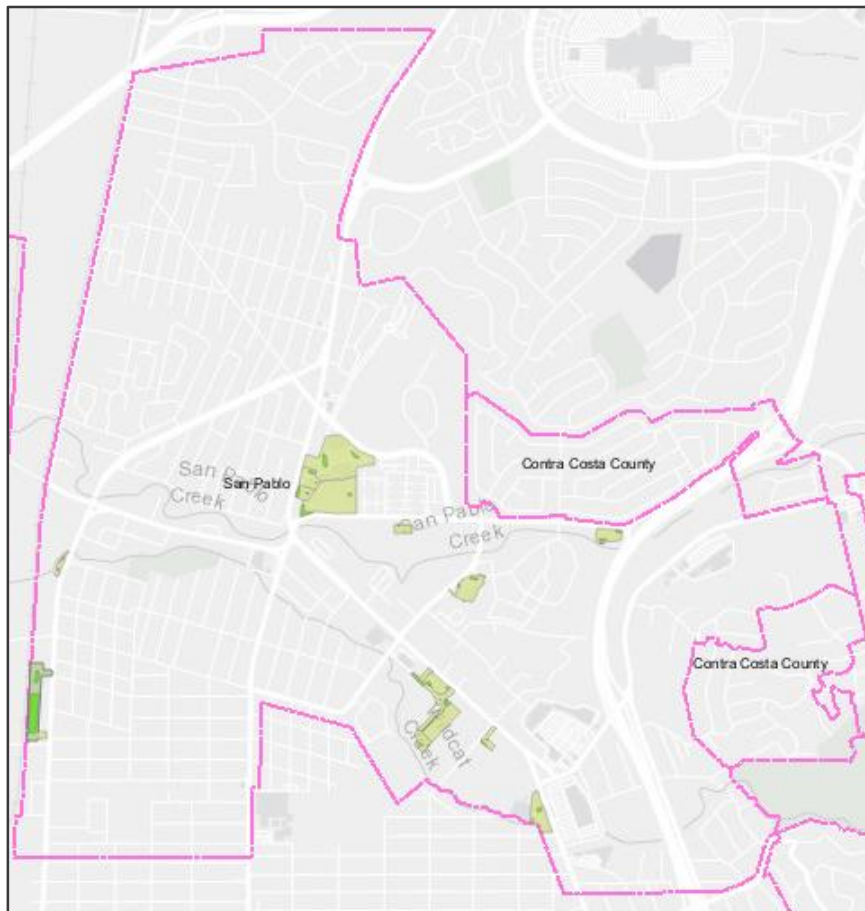 San Pablo
Creek
San Pablo
Contra Costa County
San Pablo
Creek
Contra Costa County
Wildcat
Creek